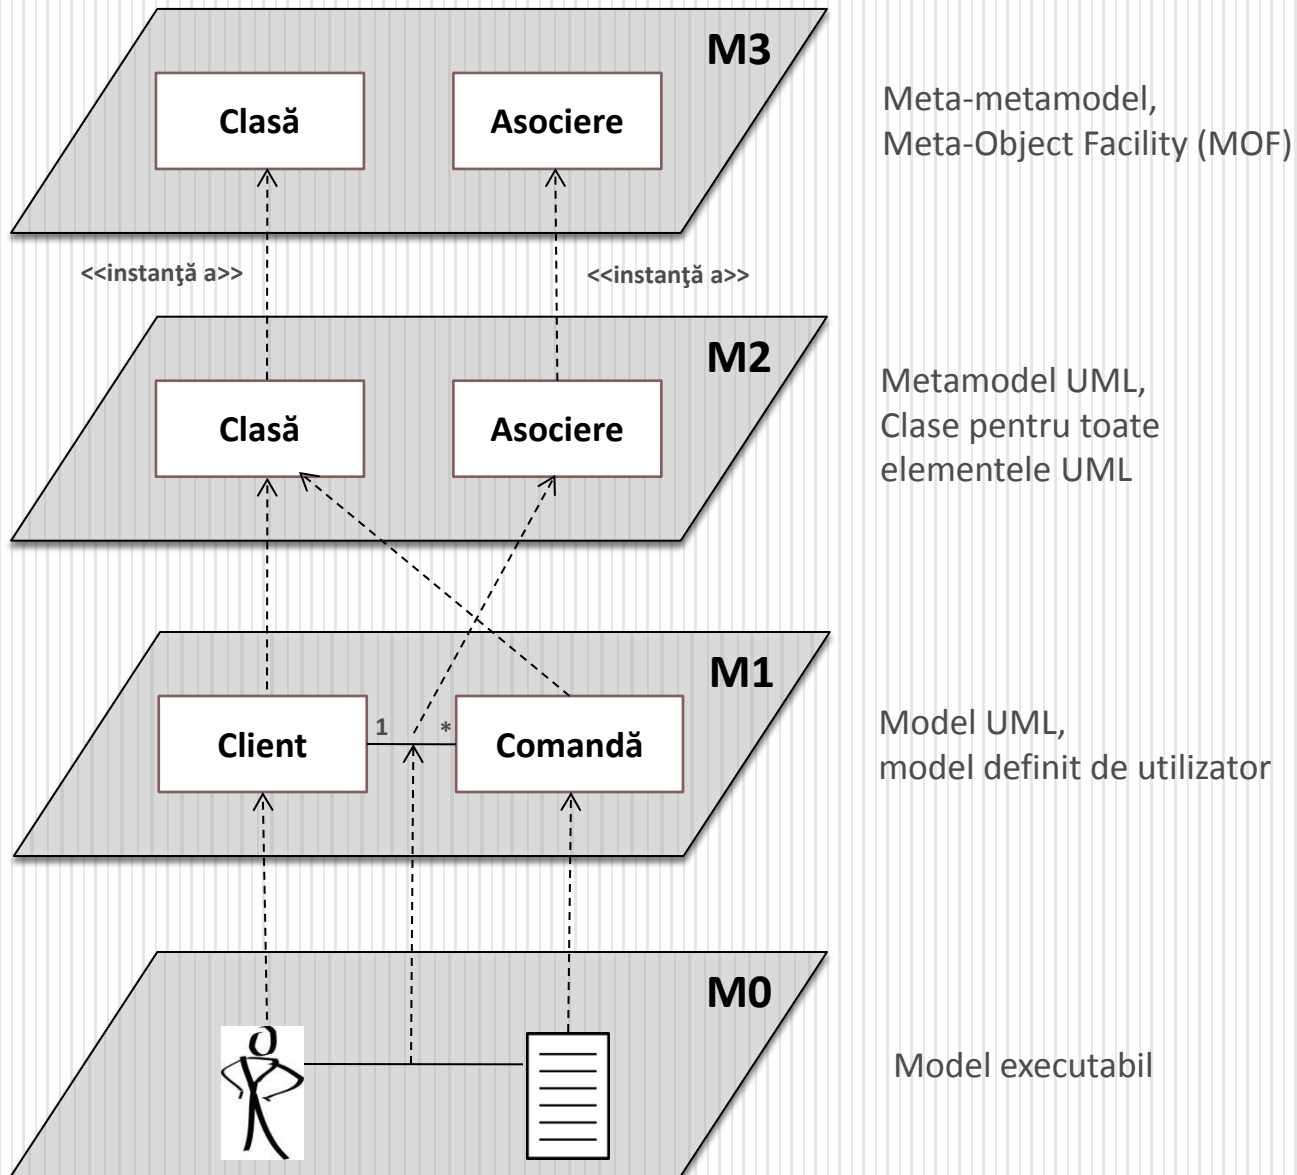 M3
Clasă
Asociere
Meta-metamodel,
Meta-Object Facility (MOF)
<<instanţă a>>
<<instanţă a>>
M2
Clasă
Asociere
Metamodel UML,
Clase pentru toate
elementele UML
M1
Client
1
*
Comandă
Model UML,
model definit de utilizator
M0
Model executabil